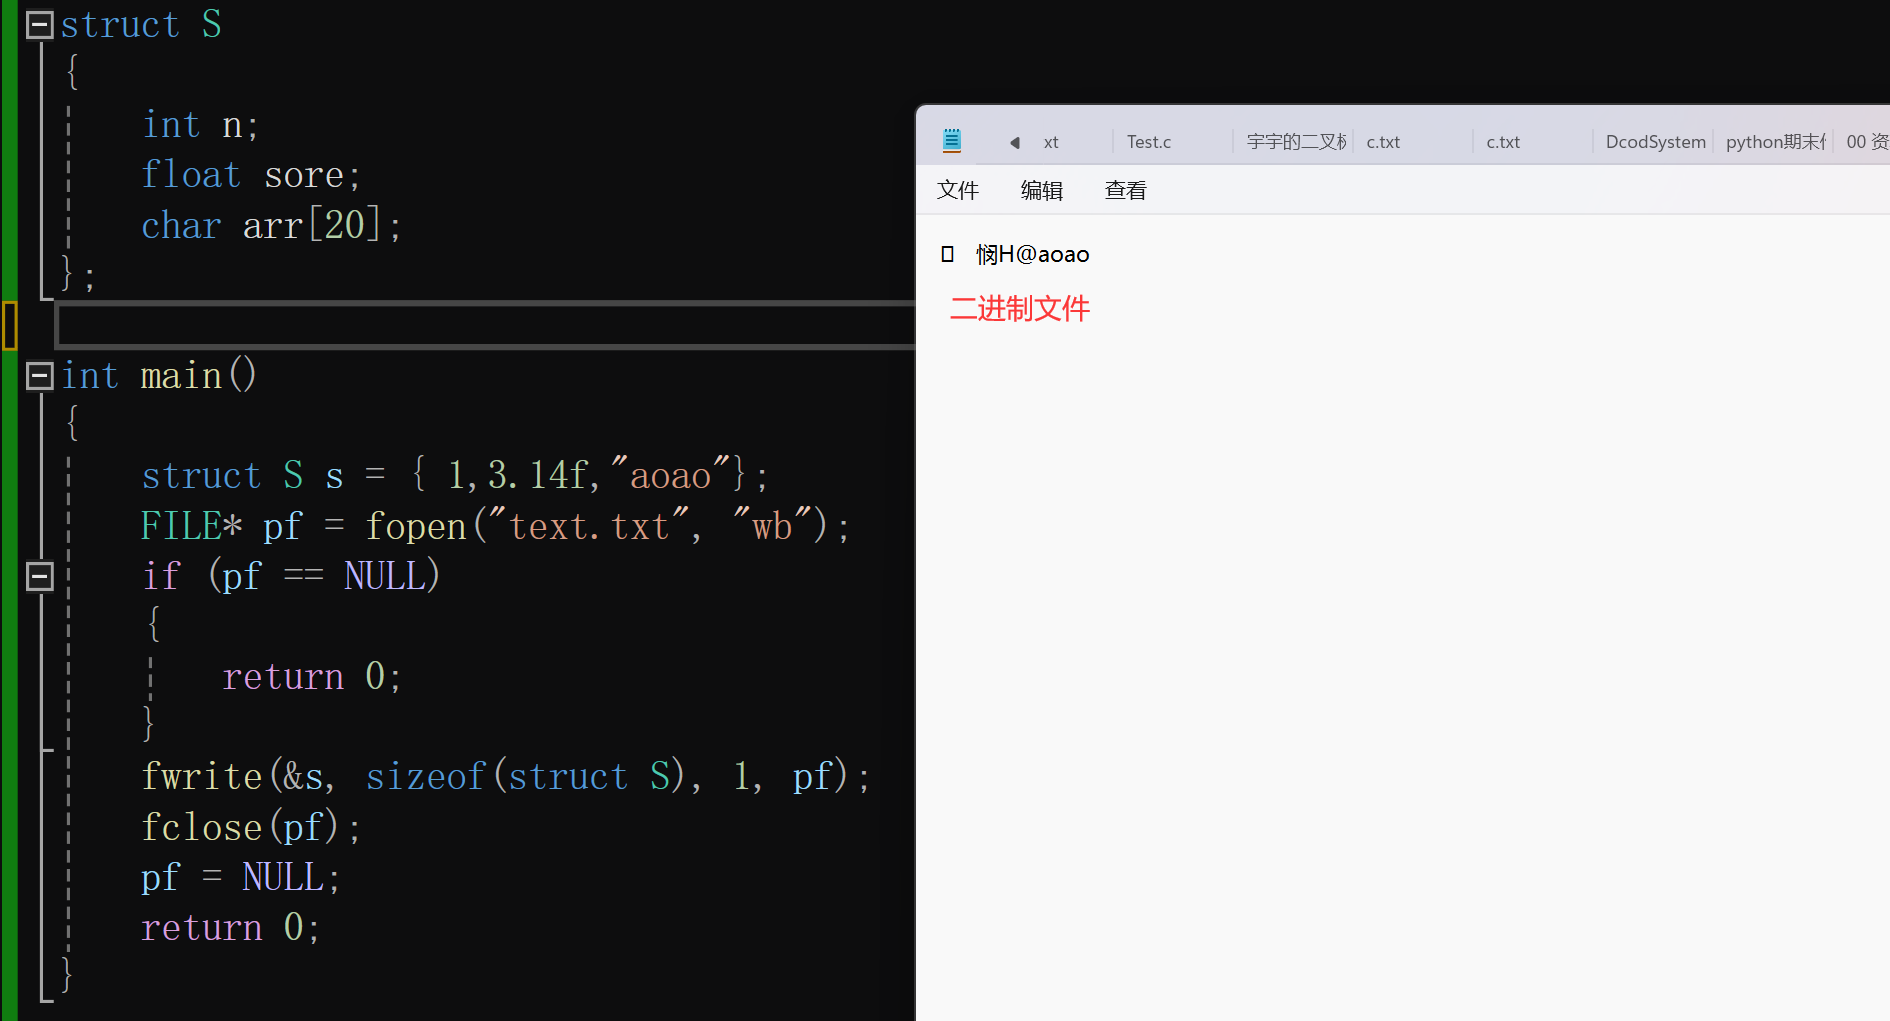 struct S
{
int n;
float sore;
char arr[20];
};
int main()
{
struct S s = { 1,3.14f,"aoao"};
FILE* pf = fopen("text.txt", "wb");
if (pf == NULL)
{
return 0;
}
fwrite(&s, sizeof(struct S), 1, pf);
fclose(pf);
pf = NULL;
return 0;
}
xt Test.c 宇宇的二叉 c.txt c.txt DcodSystem python期末 00 资
文件 编辑 查看
悯H@aoao
二进制文件